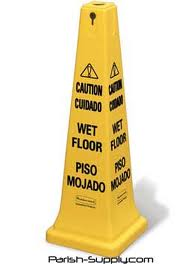 CAUTION
CUIDADO
WET
FLOOR
PISO
MOJADO
CAUTION
CUIDADO
WET
FLOOR
PISO
MOJADO
Parish-Supply.com